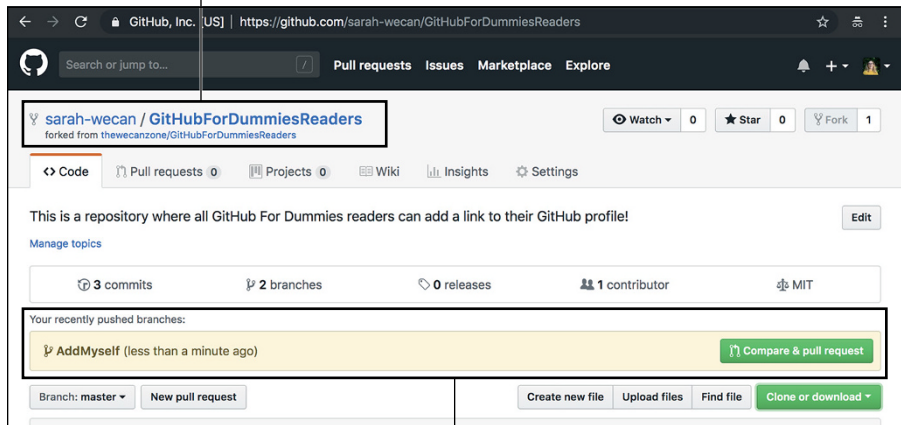 GitHub, Inc. [US] | https://github.com/sarah-wecan/GitHubForDummiesReaders
Search or jump to... / Pull requests Issues Marketplace Explore
sarah-wecan / GitHubForDummiesReaders Watch 0 Star 0 Fork 1
forked from thewecanzone/GitHubForDummiesReaders
<> Code Pull requests 0 Projects 0 Wiki Insights Settings
This is a repository where all GitHub For Dummies readers can add a link to their GitHub profile! Edit
Manage topics
3 commits 2 branches 0 releases 1 contributor MIT
Your recently pushed branches:
AddMyself (less than a minute ago) Compare & pull request
Branch: master New pull request Create new file Upload files Find file Clone or download